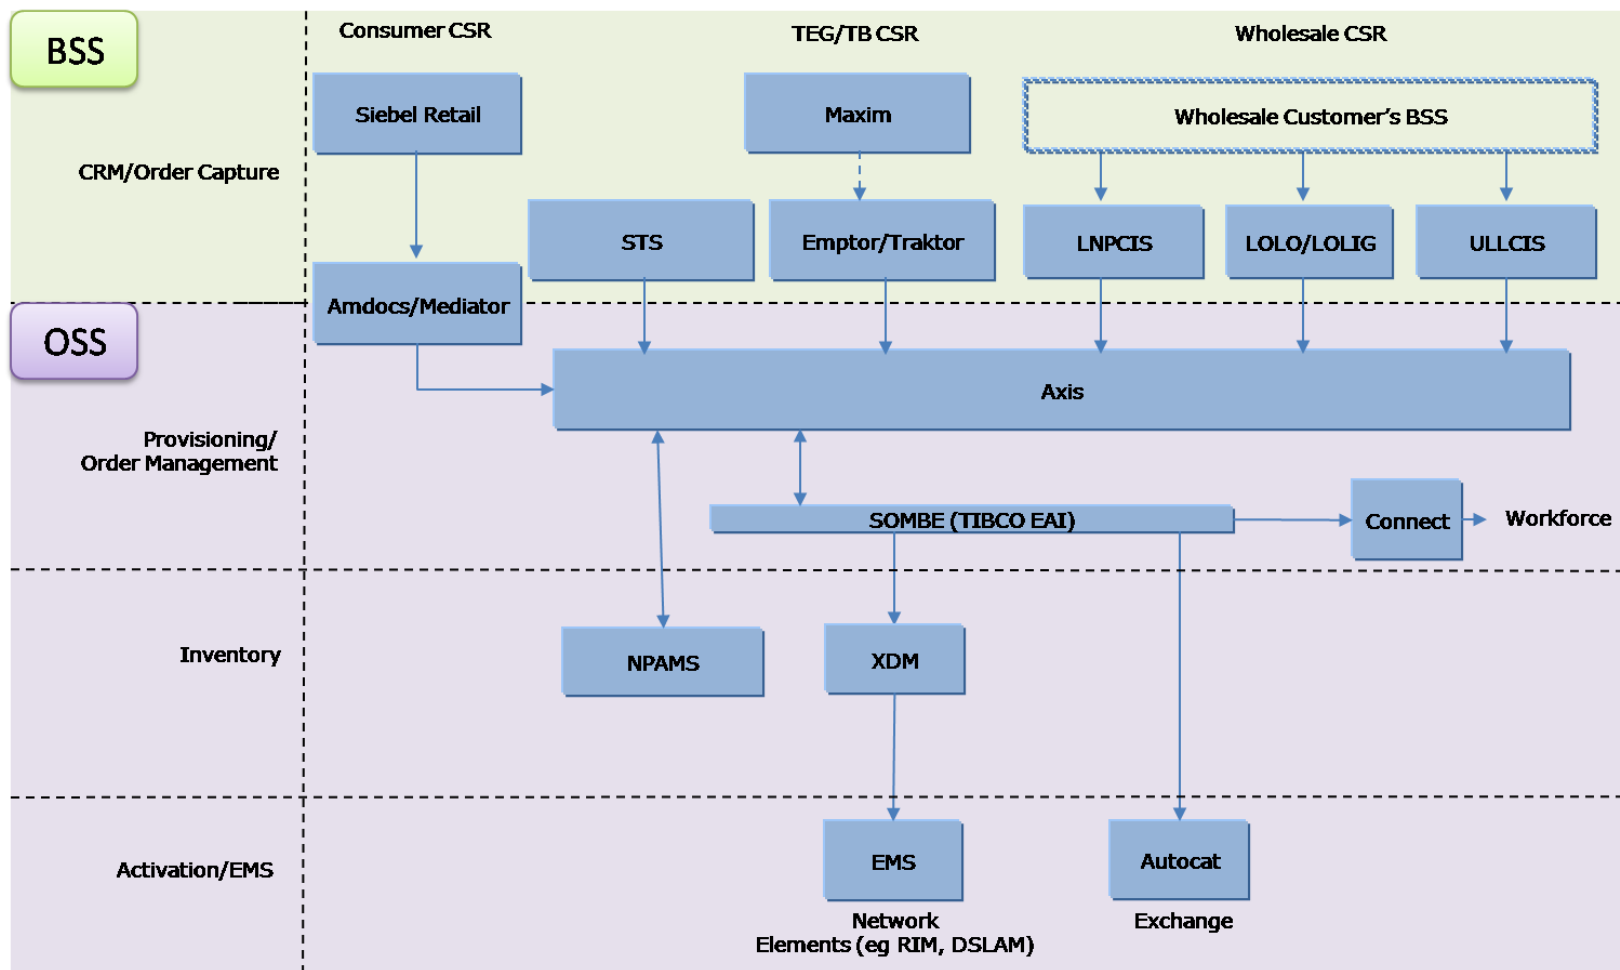 BSS
Consumer CSR
TEG/TB CSR
Wholesale CSR
Siebel Retail
Maxim
Wholesale Customer’s BSS
CRM/Order Capture
STS
Emptor/Traktor
LNPCIS
LOLO/LOLIG
ULLCIS
Amdocs/Mediator
OSS
Axis
Provisioning/
Order Management
SOMBE (TIBCO EAI)
Connect
Workforce
Inventory
NPAMS
XDM
Activation/EMS
EMS
Autocat
Network
Elements (eg RIM, DSLAM)
Exchange